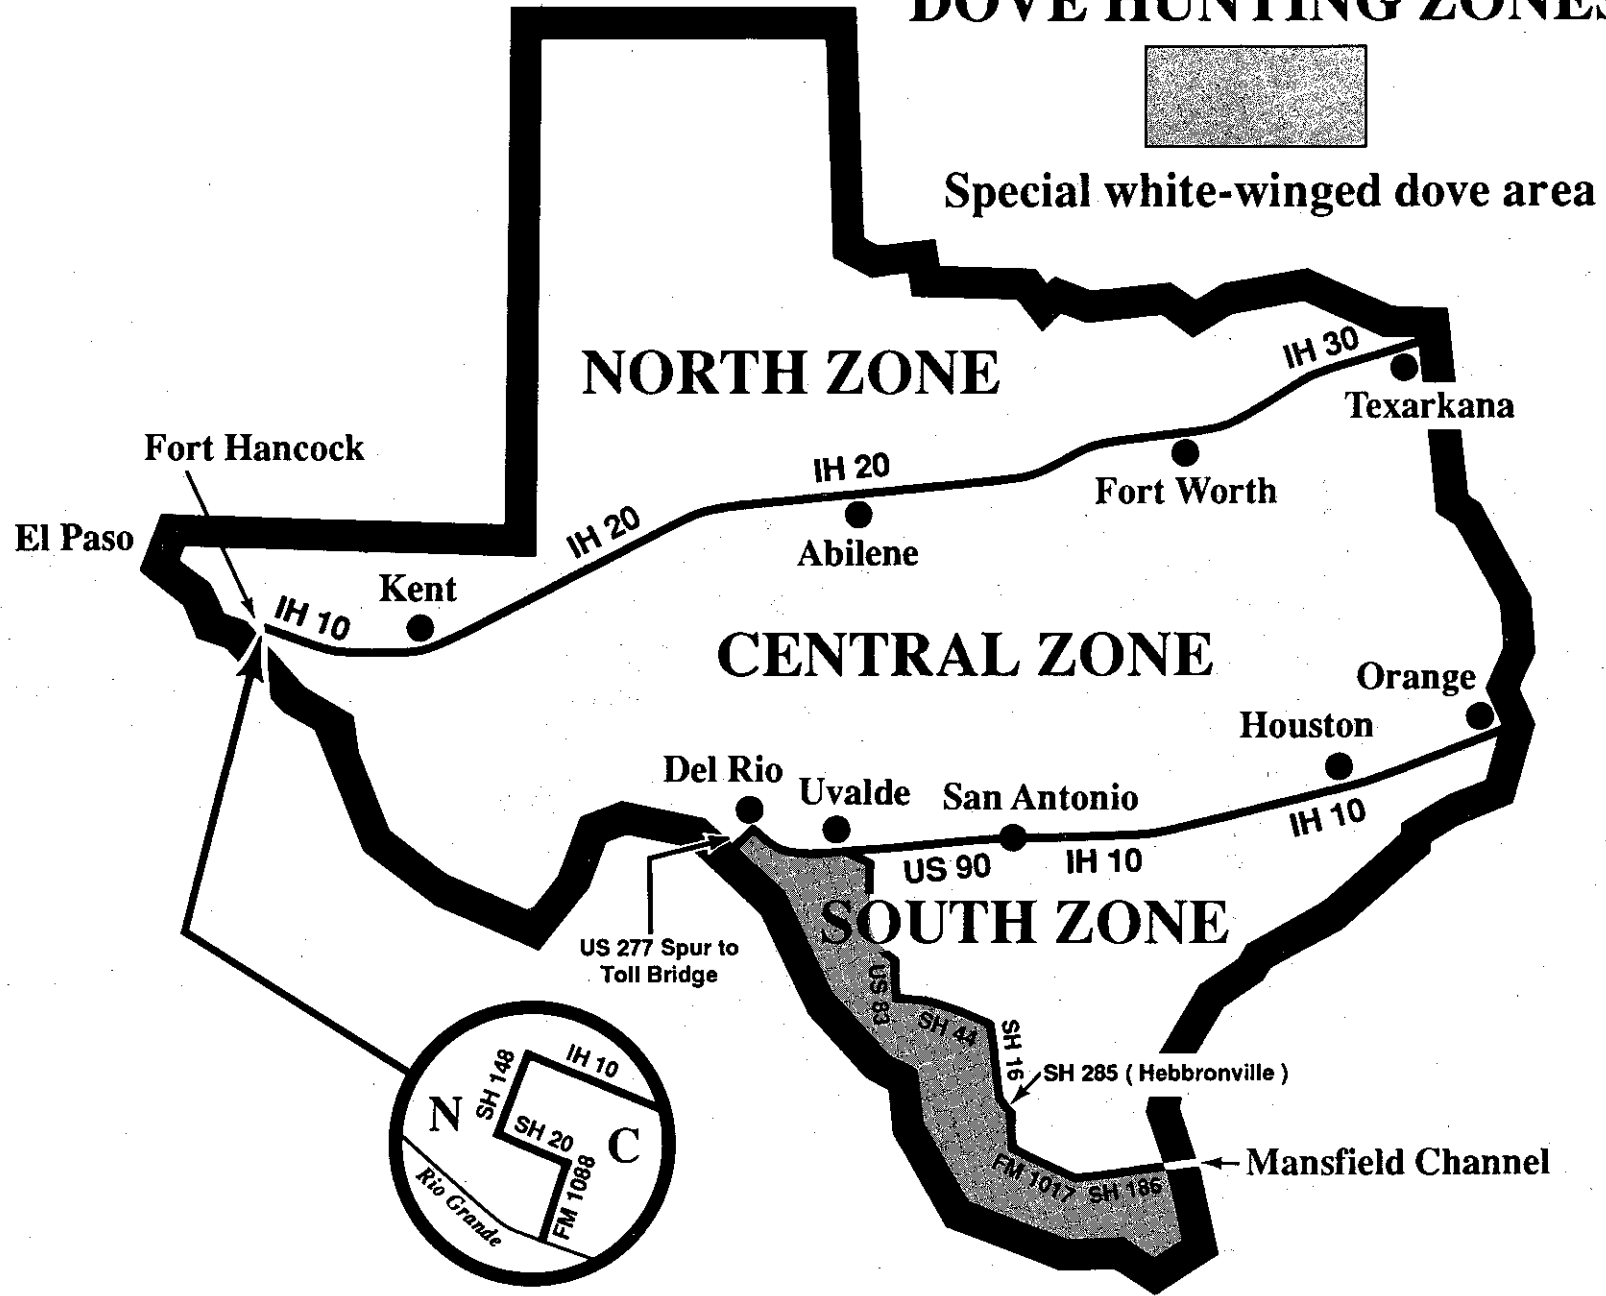 DOVE HUNTING ZONES
Special white-winged dove area
NORTH ZONE
IH 30
Texarkana
Fort Hancock
IH 20
Fort Worth
El Paso
IH 20
Abilene
Kent
IH 10
CENTRAL ZONE
Orange
Houston
Del Rio
Uvalde
San Antonio
IH 10
US 90
IH 10
SOUTH ZONE
US 277 Spur to
Toll Bridge
US 83
SH 44
SH 16
SH 285 ( Hebbronville )
IH 10
SH 148
N
SH 20
C
FM 1088
Rio Grande
FM 1017
SH 186
Mansfield Channel